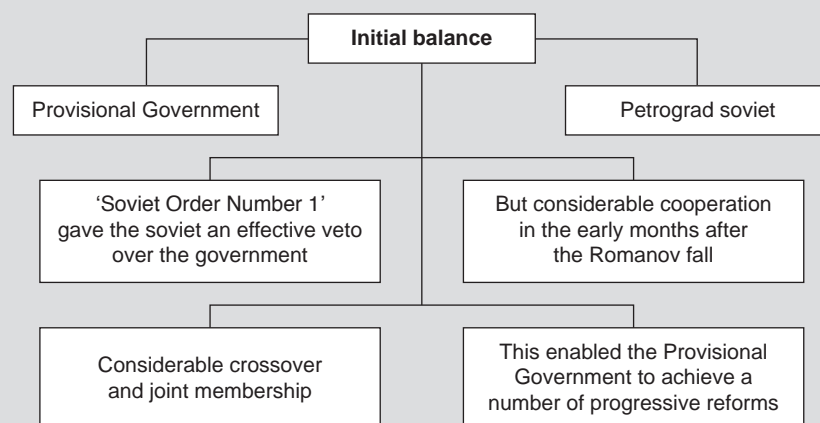 Initial balance
Provisional Government
Petrograd soviet
‘Soviet Order Number 1’
gave the soviet an effective veto
over the government
But considerable cooperation
in the early months after
the Romanov fall
Considerable crossover
and joint membership
This enabled the Provisional
Government to achieve a
number of progressive reforms